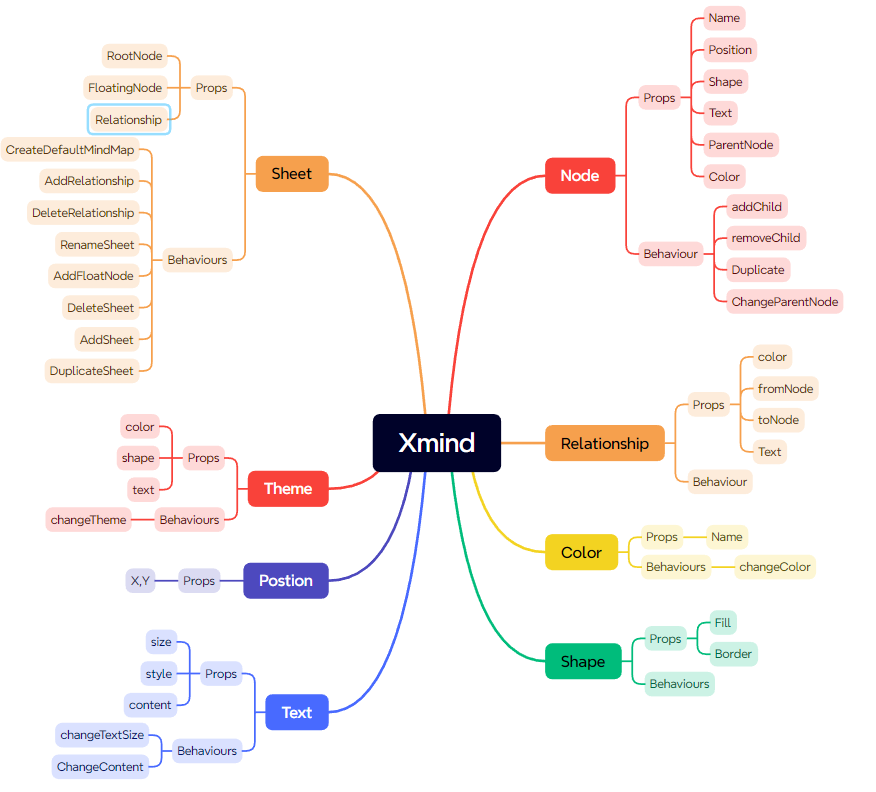 Xmind
Node
Props
Name
Position
Shape
Text
ParentNode
Color
Behaviour
addChild
removeChild
Duplicate
ChangeParentNode
Relationship
Props
color
fromNode
toNode
Text
Behaviour
Color
Props
Name
Behaviours
changeColor
Shape
Props
Fill
Border
Behaviours
Sheet
Props
RootNode
FloatingNode
Relationship
Behaviours
CreateDefaultMindMap
AddRelationship
DeleteRelationship
RenameSheet
AddFloatNode
DeleteSheet
AddSheet
DuplicateSheet
Theme
Props
color
shape
text
Behaviours
changeTheme
Postion
Props
X,Y
Text
Props
size
style
content
Behaviours
changeTextSize
ChangeContent